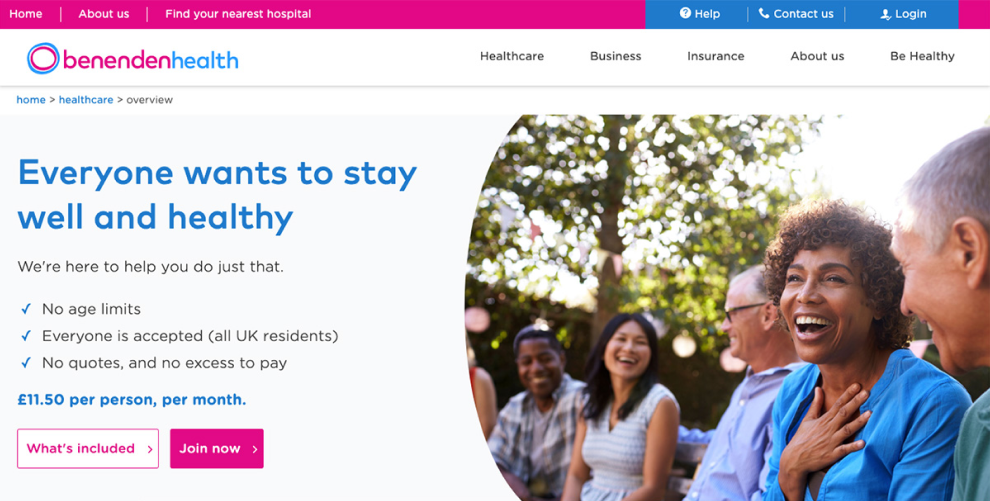 Home | About us | Find your nearest hospital
Help | Contact us | Login
benendenhealth
Healthcare Business Insurance About us Be Healthy
home > healthcare > overview
Everyone wants to stay
well and healthy
We're here to help you do just that.
✓ No age limits
✓ Everyone is accepted (all UK residents)
✓ No quotes, and no excess to pay
£11.50 per person, per month.
What's included > Join now >